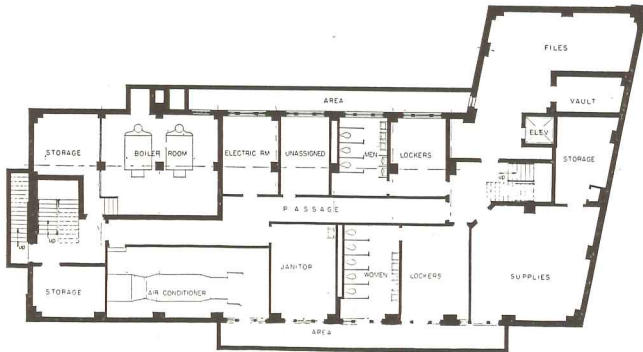 FILES
AREA
VAULT
ELEV.
STORAGE
BOILER ROOM
ELECTRIC RM
UNASSIGNED
MEN
LOCKERS
STORAGE
UP
PASSAGE
UP
UP
JANITOR
WOMEN
LOCKERS
SUPPLIES
STORAGE
AIR CONDITIONER
AREA